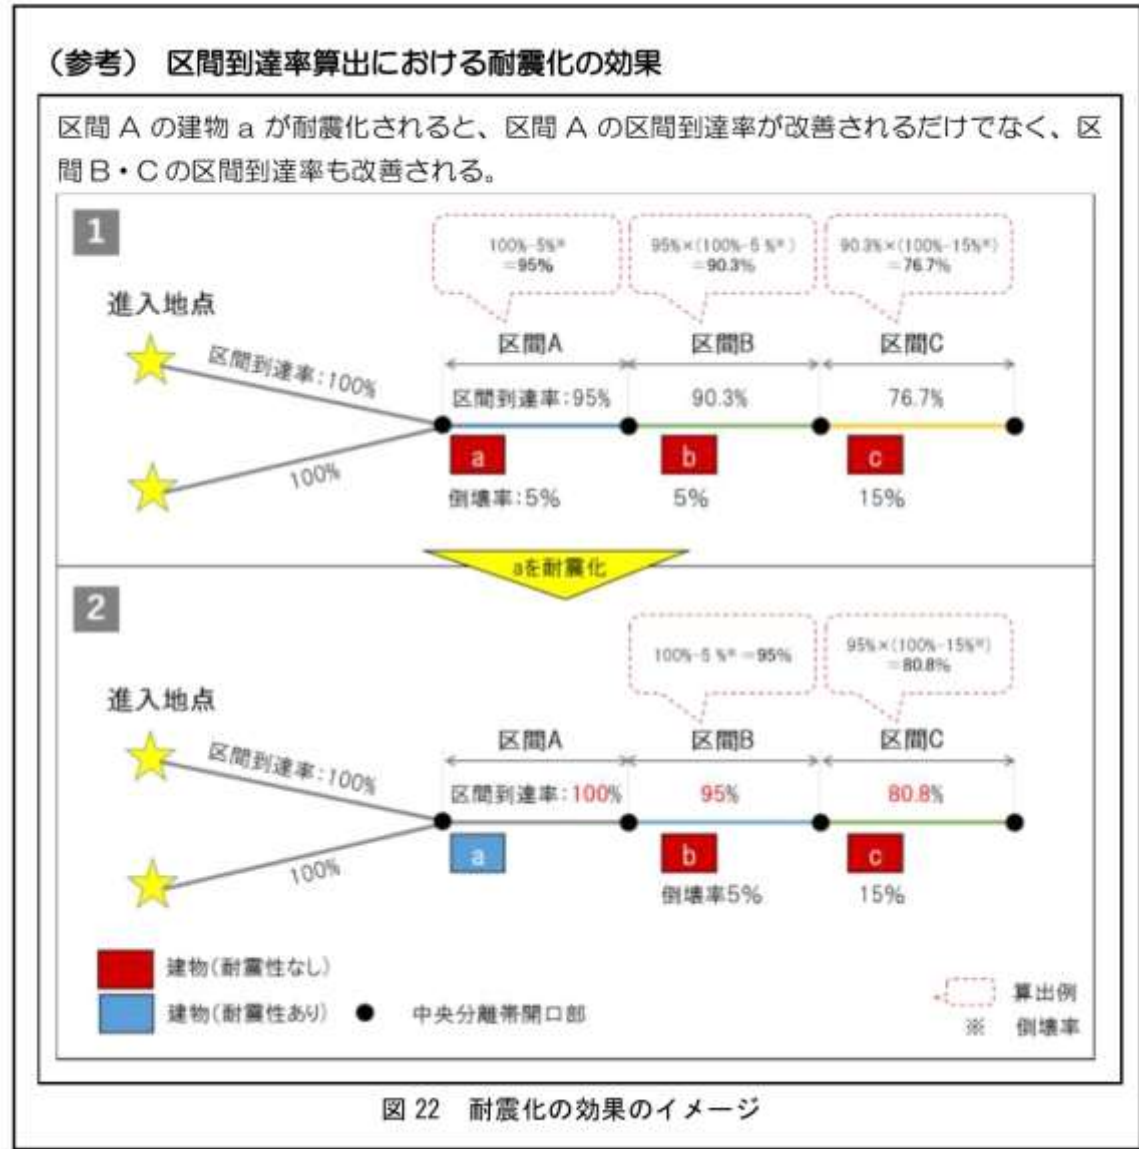 （参考） 区間到達率算出における耐震化の効果
区間 A の建物 a が耐震化されると、区間 A の区間到達率が改善されるだけでなく、区
間 B・C の区間到達率も改善される。
1
100%-5%※
=95%
95%×(100%-5 %※)
=90.3%
90.3%×(100%-15%※)
=76.7%
進入地点
区間A
区間B
区間C
区間到達率：100%
区間到達率：95%
90.3%
76.7%
100%
a
b
c
倒壊率：5%
5%
15%
aを耐震化
2
100%-5 %※ =95%
95%×(100%-15%※)
=80.8%
進入地点
区間A
区間B
区間C
区間到達率：100%
区間到達率：100%
95%
80.8%
100%
a
b
c
倒壊率5%
15%
建物（耐震性なし）
建物（耐震性あり）
中央分離帯開口部
算出例
※ 倒壊率
図 22 耐震化の効果のイメージ